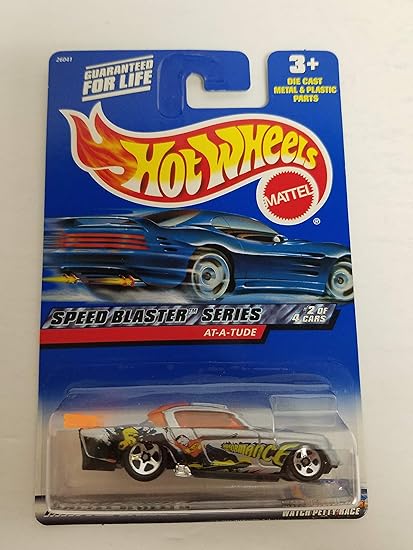 26041
GUARANTEED
FOR LIFE
3+
DIE CAST
METAL & PLASTIC
PARTS
HOT WHEELS
MATTEL
®
SPEED BLASTER™ SERIES
#2 OF
4 CARS
AT-A-TUDE
WATCH PETTY RACE